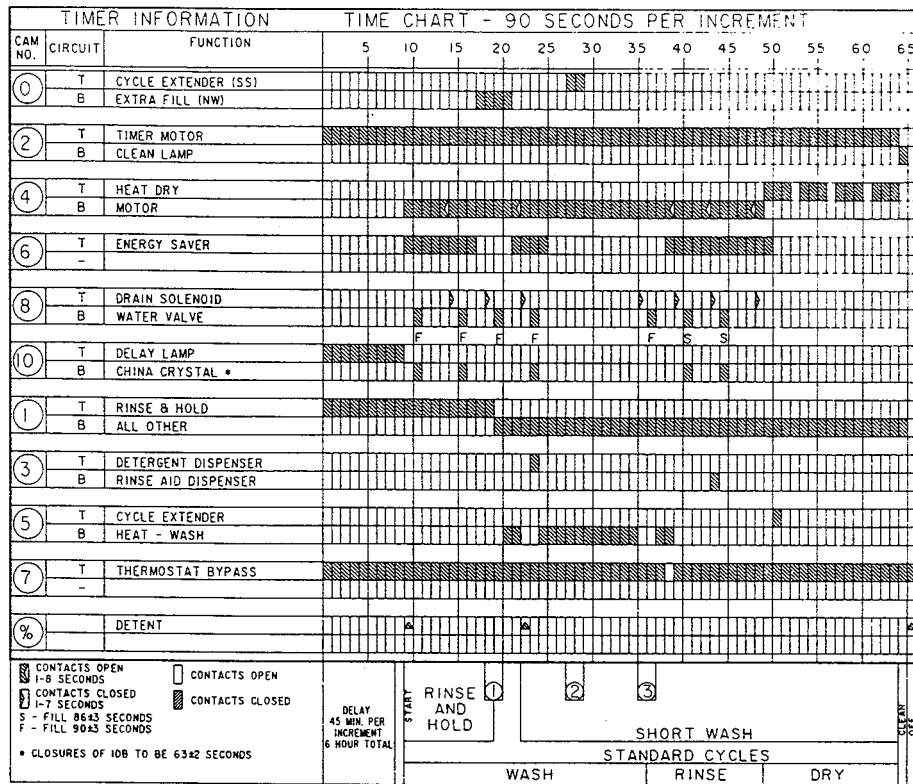 TIMER INFORMATION TIME CHART - 90 SECONDS PER INCREMENT
CAM NO. CIRCUIT FUNCTION 5 10 15 20 25 30 35 40 45 50 55 60 65
0 T CYCLE EXTENDER (SS)
B EXTRA FILL (NW)
2 T TIMER MOTOR
B CLEAN LAMP
4 T HEAT DRY
B MOTOR
6 T ENERGY SAVER
-
8 T DRAIN SOLENOID
B WATER VALVE
F F F F F S S
10 T DELAY LAMP
B CHINA CRYSTAL *
1 T RINSE & HOLD
B ALL OTHER
3 T DETERGENT DISPENSER
B RINSE AID DISPENSER
5 T CYCLE EXTENDER
B HEAT - WASH
7 T THERMOSTAT BYPASS
-
% DETENT
CONTACTS OPEN
1-8 SECONDS
CONTACTS CLOSED
1-7 SECONDS
S - FILL 86±3 SECONDS
F - FILL 90±3 SECONDS
* CLOSURES OF 10B TO BE 63±2 SECONDS
CONTACTS OPEN
CONTACTS CLOSED
DELAY
45 MIN. PER
INCREMENT
6 HOUR TOTAL
START
RINSE
AND
HOLD
1 2 3
SHORT WASH
CLEAN
OFF
STANDARD CYCLES
WASH RINSE DRY